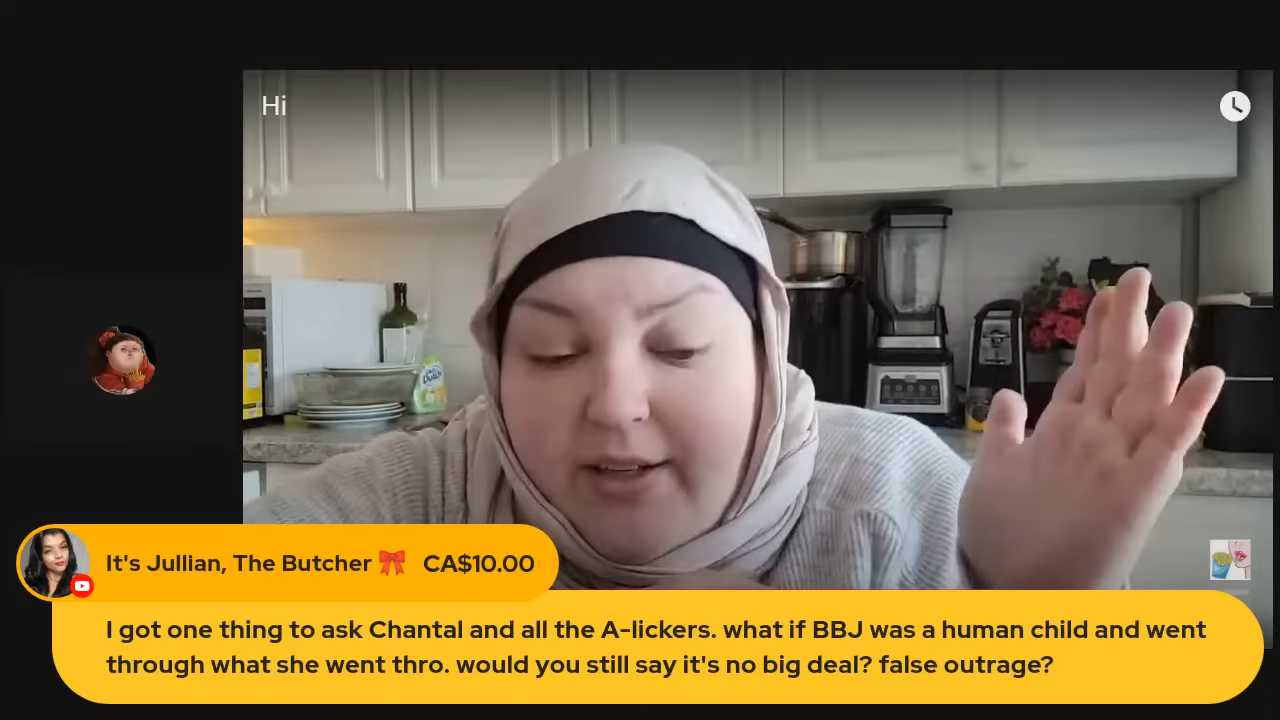 Hi
Dutch
It's Jullian, The Butcher 🎀 CA$10.00
I got one thing to ask Chantal and all the A-lickers. what if BBJ was a human child and went
through what she went thro. would you still say it's no big deal? false outrage?